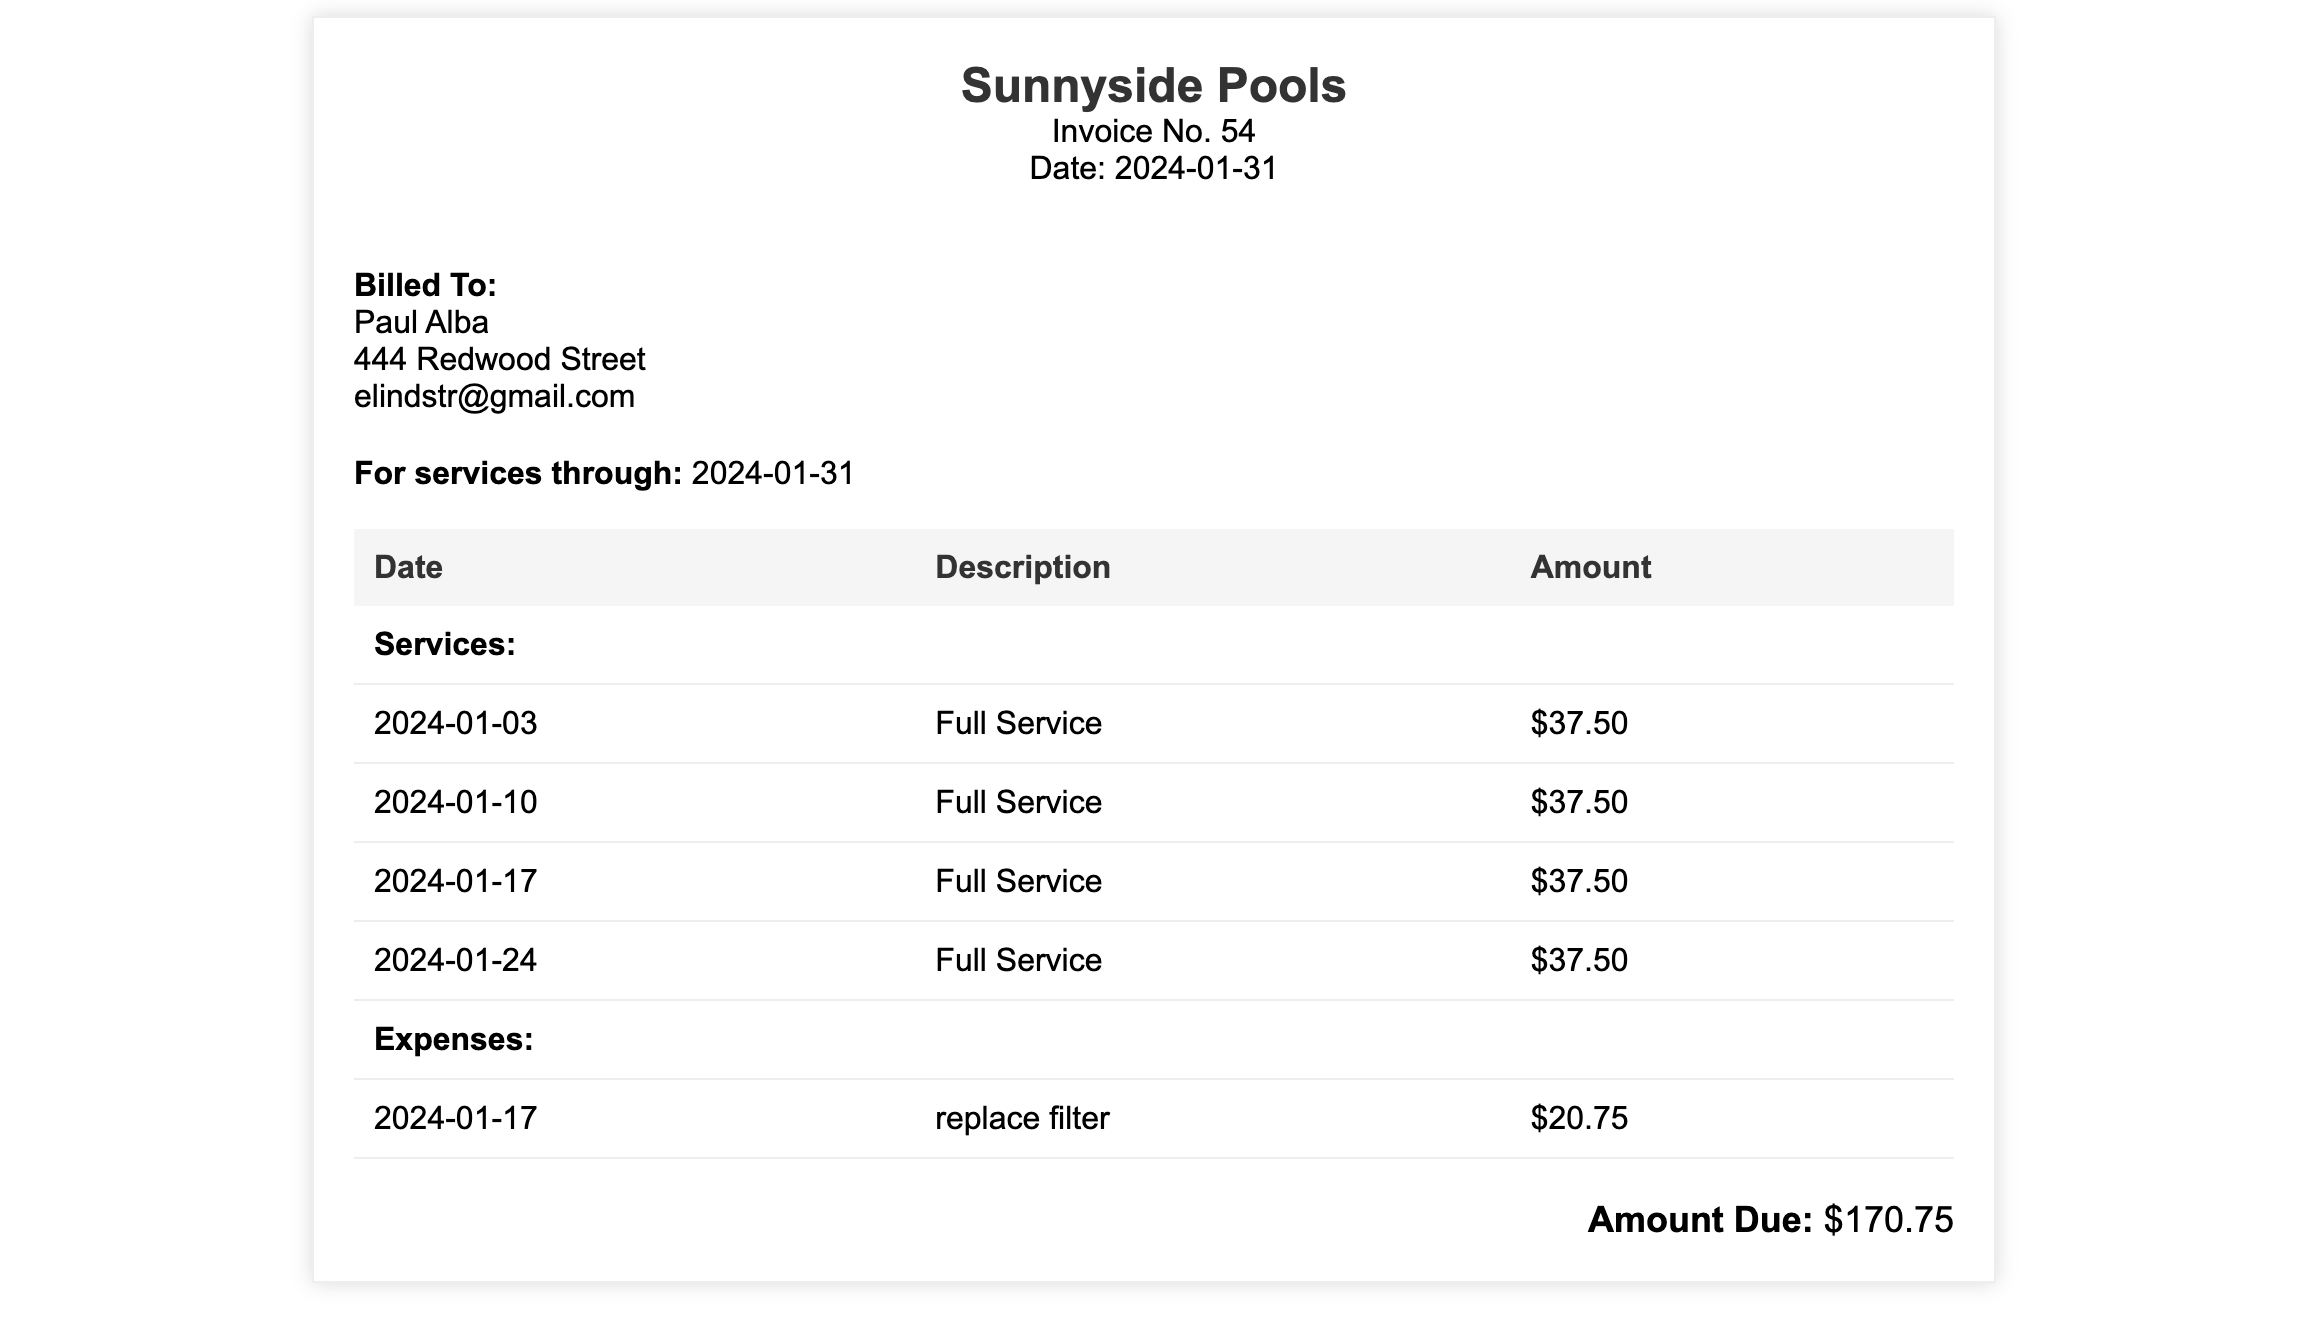 Sunnyside Pools
Invoice No. 54
Date: 2024-01-31
Billed To:
Paul Alba
444 Redwood Street
elindstr@gmail.com
For services through: 2024-01-31
Date Description Amount
Services:
2024-01-03 Full Service $37.50
2024-01-10 Full Service $37.50
2024-01-17 Full Service $37.50
2024-01-24 Full Service $37.50
Expenses:
2024-01-17 replace filter $20.75
Amount Due: $170.75